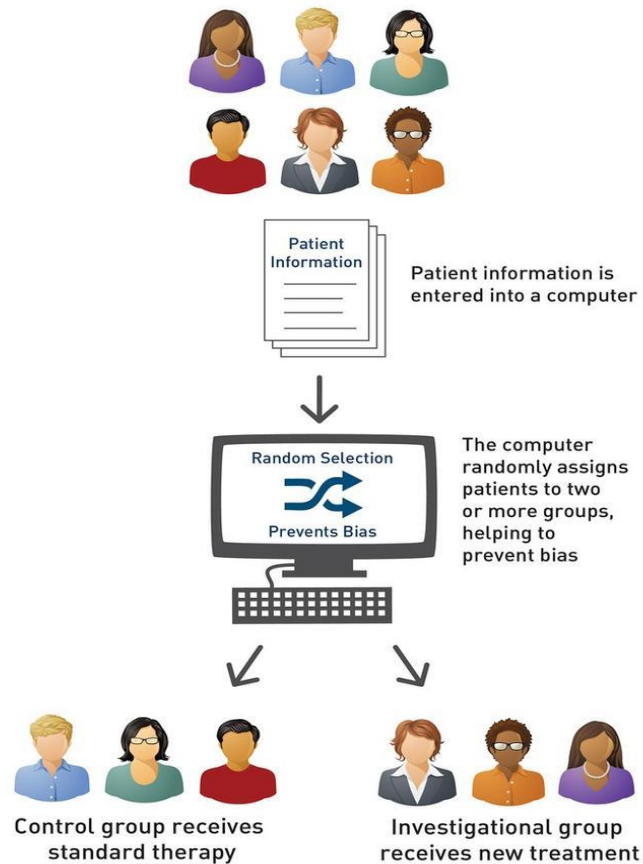 Patient
Information
Patient information is
entered into a computer
Random Selection
Prevents Bias
The computer
randomly assigns
patients to two
or more groups,
helping to
prevent bias
Control group receives
standard therapy
Investigational group
receives new treatment